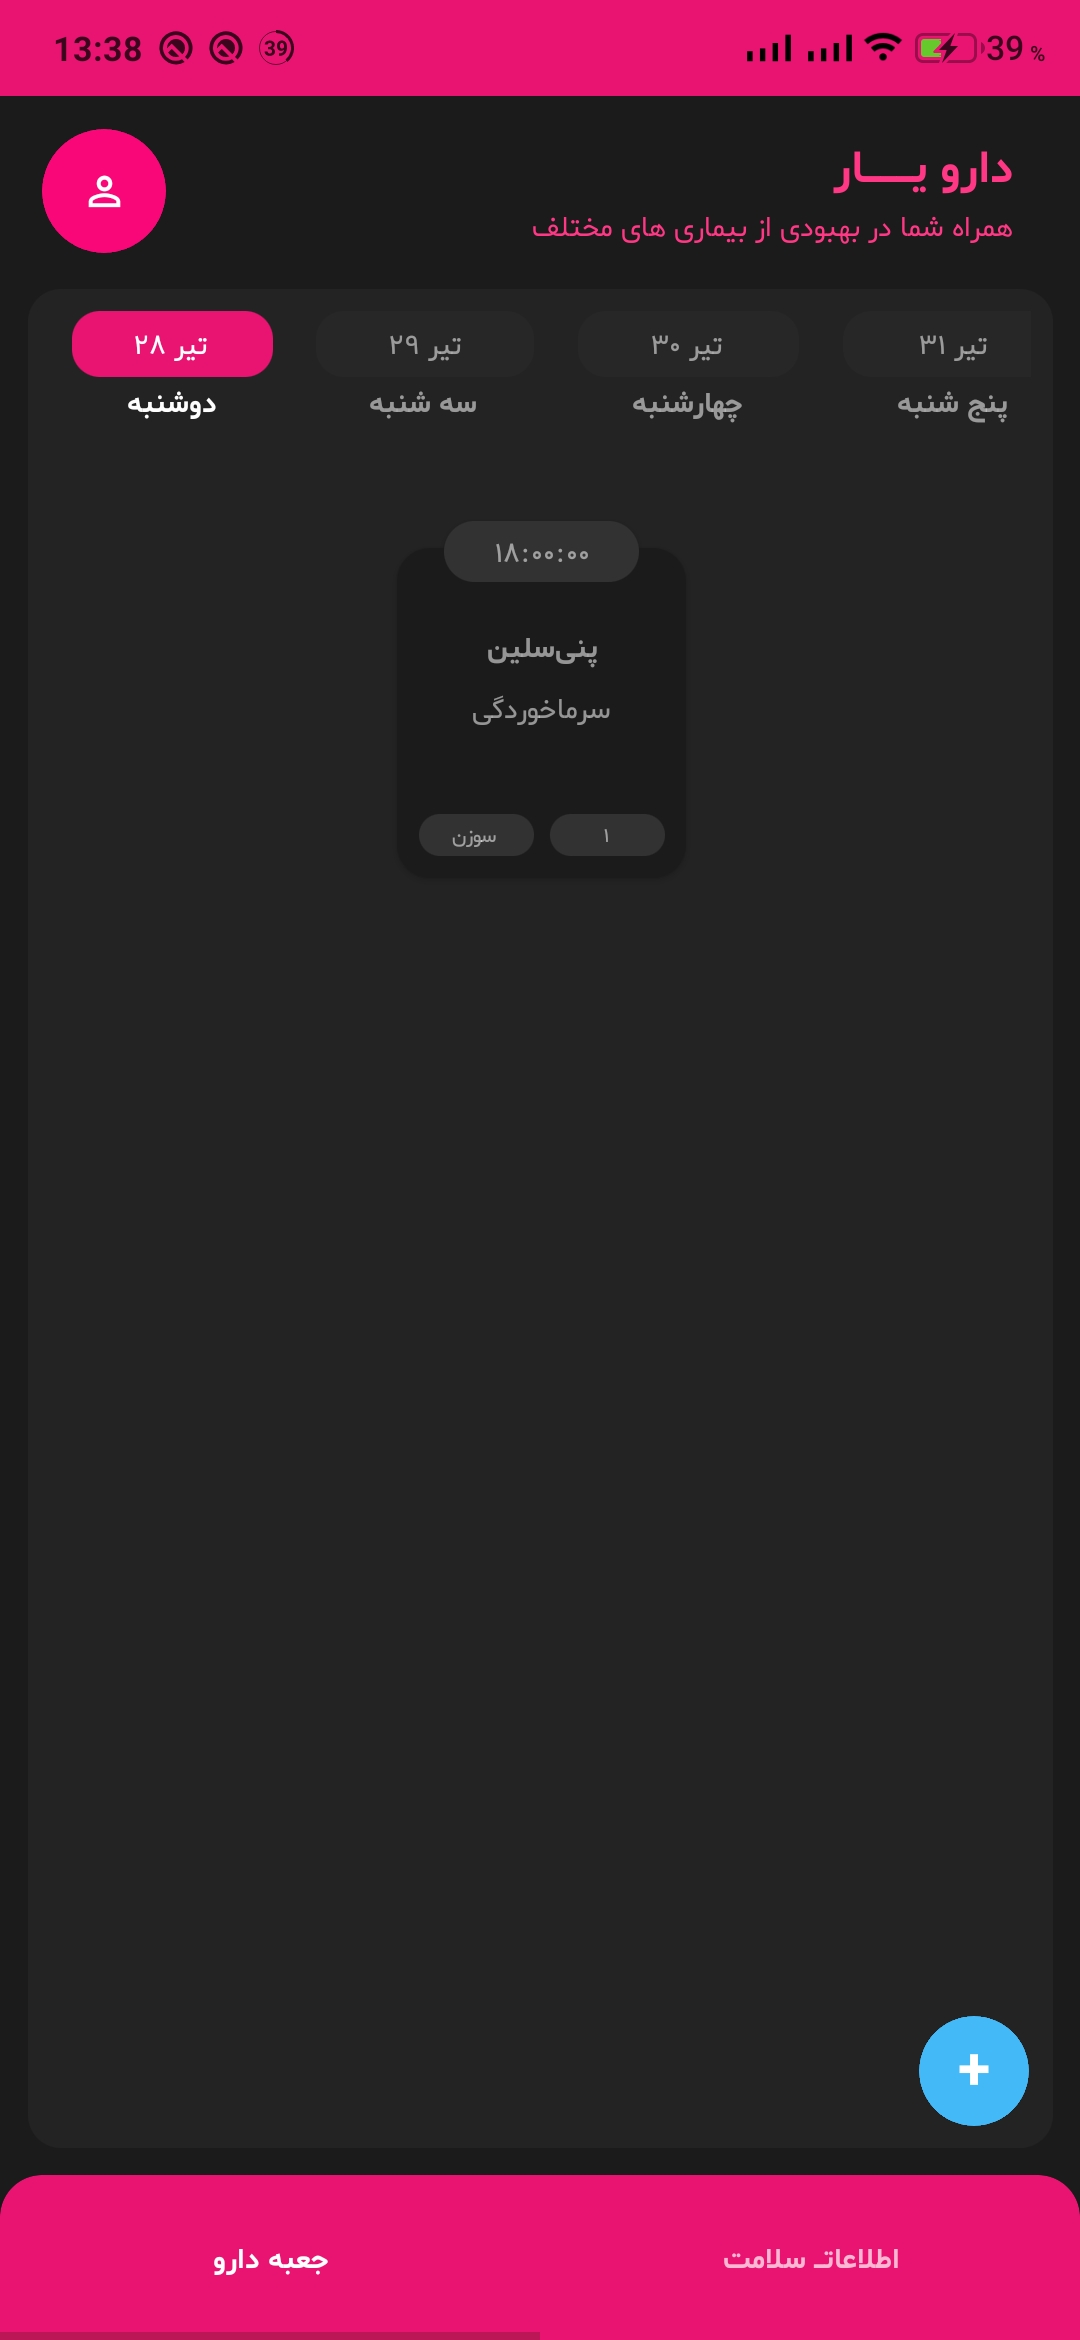 13:38 39 39 %
دارو یـــار
همراه شما در بهبودی از بیماری های مختلف
تیر ۲۸ تیر ۲۹ تیر ۳۰ تیر ۳۱
دوشنبه سه شنبه چهارشنبه پنج شنبه
۱۸:۰۰:۰۰
پنی‌سلین
سرماخوردگی
۱ سوزن
+
اطلاعاتـ سلامت جعبه دارو